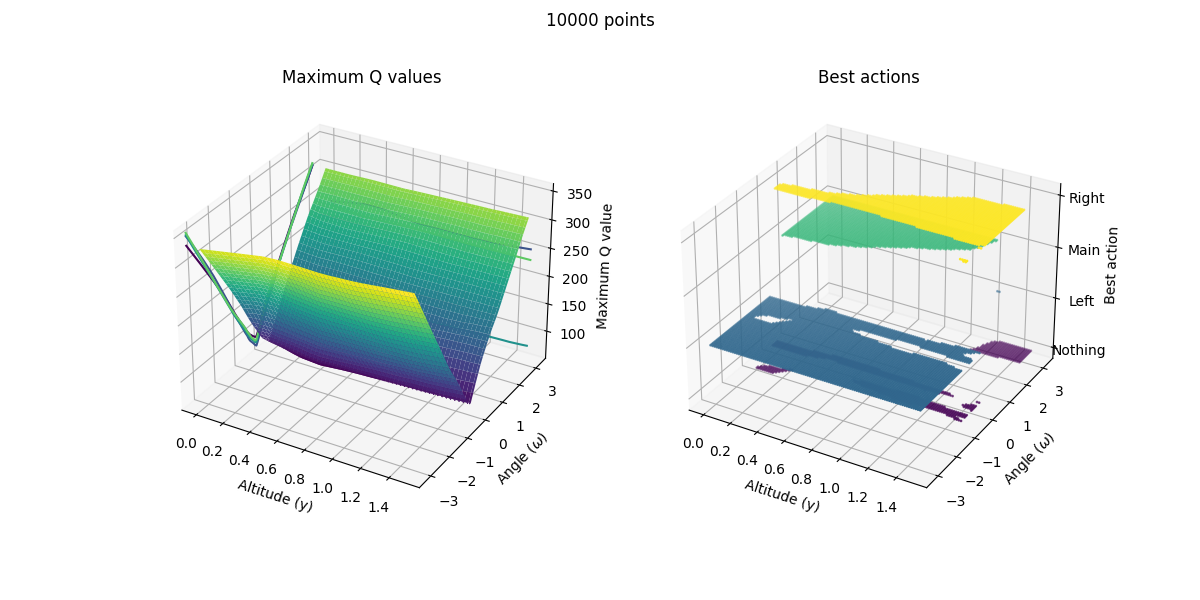 10000 points
Maximum Q values
350
300
250
200
150
100
Maximum Q value
0.0
0.2
0.4
0.6
0.8
1.0
1.2
1.4
Altitude (y)
−3
−2
−1
0
1
2
3
Angle (ω)
Best actions
Right
Main
Left
Nothing
Best action
0.0
0.2
0.4
0.6
0.8
1.0
1.2
1.4
Altitude (y)
−3
−2
−1
0
1
2
3
Angle (ω)